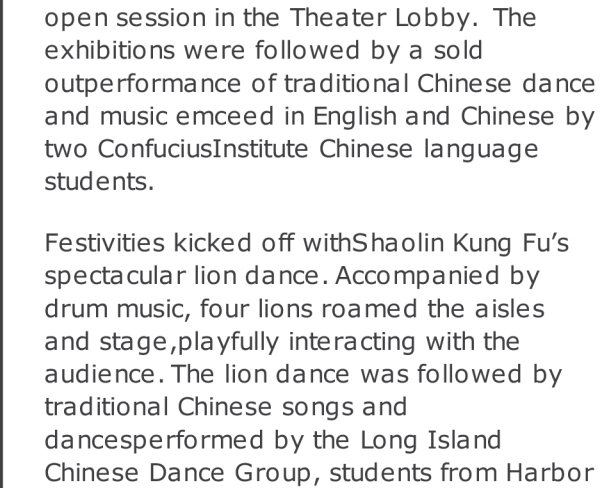 open session in the Theater Lobby.  The
exhibitions were followed by a sold
outperformance of traditional Chinese dance
and music emceed in English and Chinese by
two ConfuciusInstitute Chinese language
students.
Festivities kicked off withShaolin Kung Fu’s
spectacular lion dance. Accompanied by
drum music, four lions roamed the aisles
and stage,playfully interacting with the
audience. The lion dance was followed by
traditional Chinese songs and
dancesperformed by the Long Island
Chinese Dance Group, students from Harbor